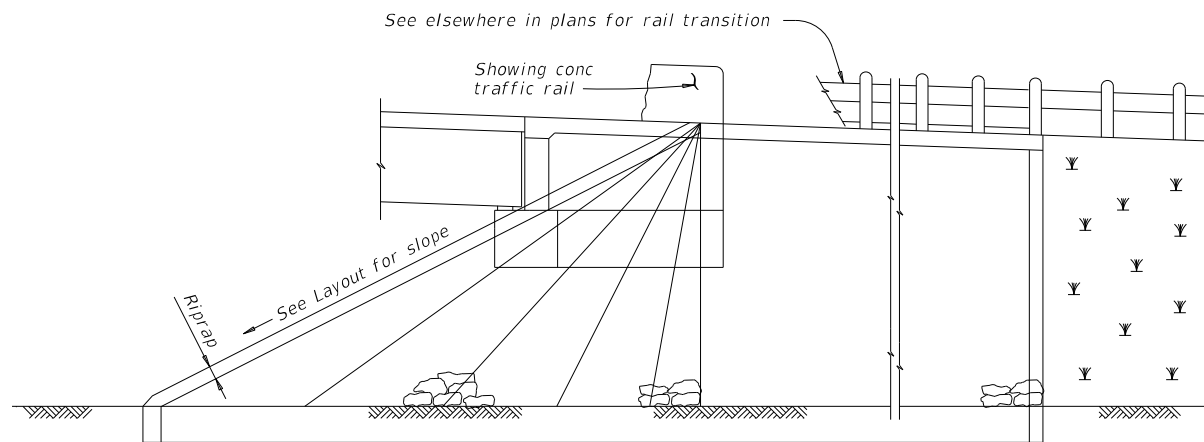 See elsewhere in plans for rail transition
Showing conc
traffic rail
See Layout for slope
Riprap